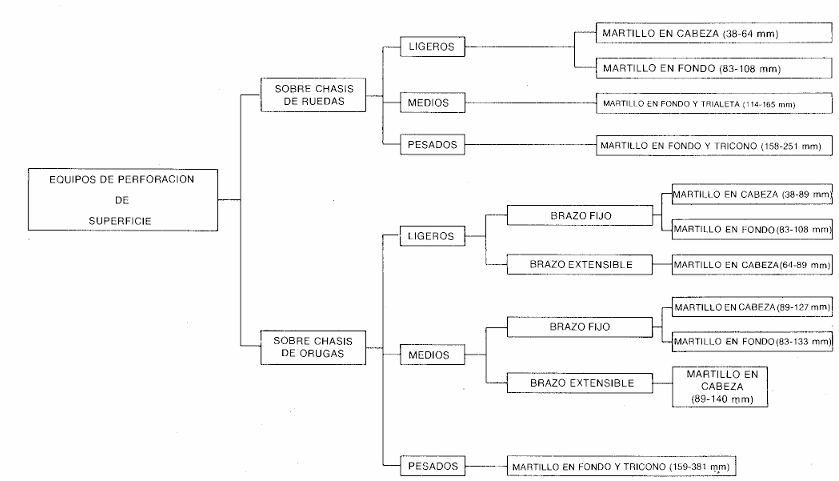 EQUIPOS DE PERFORACION
DE
SUPERFICIE
SOBRE CHASIS
DE RUEDAS
LIGEROS
MARTILLO EN CABEZA (38-64 mm)
MARTILLO EN FONDO (83-108 mm)
MEDIOS
MARTILLO EN FONDO Y TRIALETA (114-165 mm)
PESADOS
MARTILLO EN FONDO Y TRICONO (158-251 mm)
SOBRE CHASIS
DE ORUGAS
LIGEROS
BRAZO FIJO
MARTILLO EN CABEZA (38-89 mm)
MARTILLO EN FONDO (83-108 mm)
BRAZO EXTENSIBLE
MARTILLO EN CABEZA (64-89 mm)
MEDIOS
BRAZO FIJO
MARTILLO EN CABEZA (89-127 mm)
MARTILLO EN FONDO (83-133 mm)
BRAZO EXTENSIBLE
MARTILLO EN
CABEZA
(89-140 mm)
PESADOS
MARTILLO EN FONDO Y TRICONO (159-381 mm)